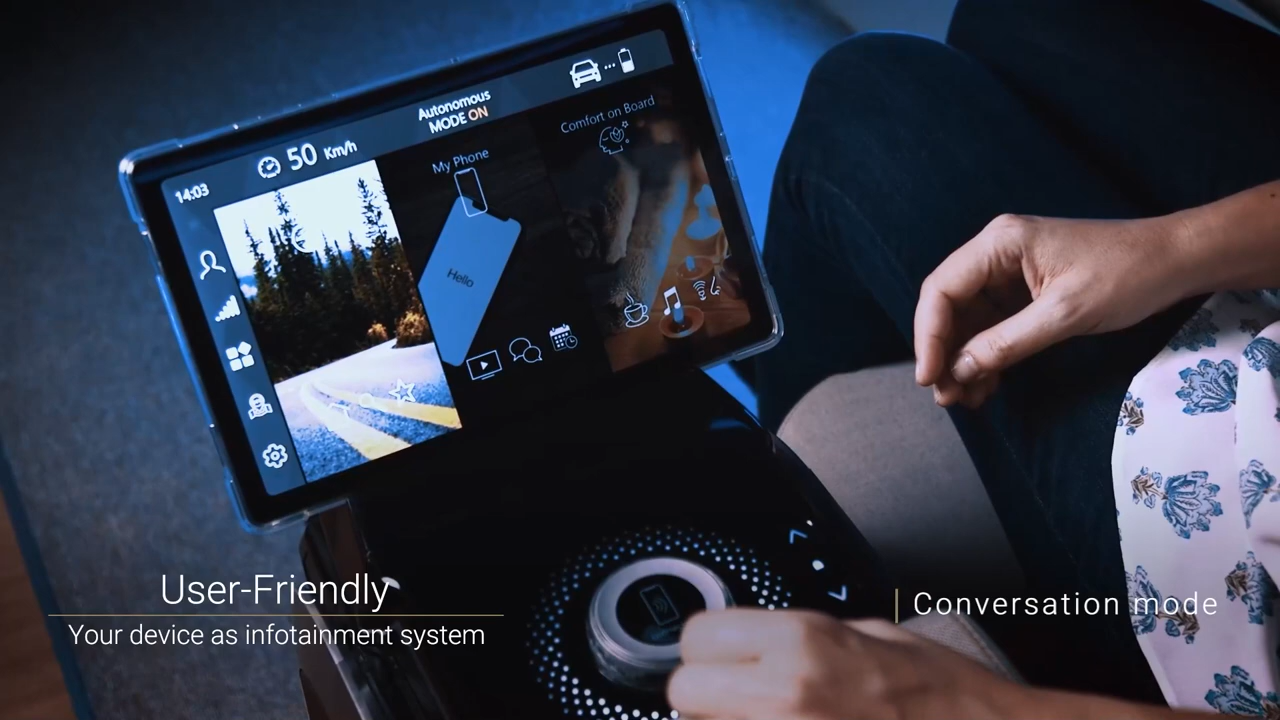 14:03
50 Km/h
Autonomous
MODE ON
My Phone
Comfort on Board
Hello
User-Friendly
Your device as infotainment system
Conversation mode